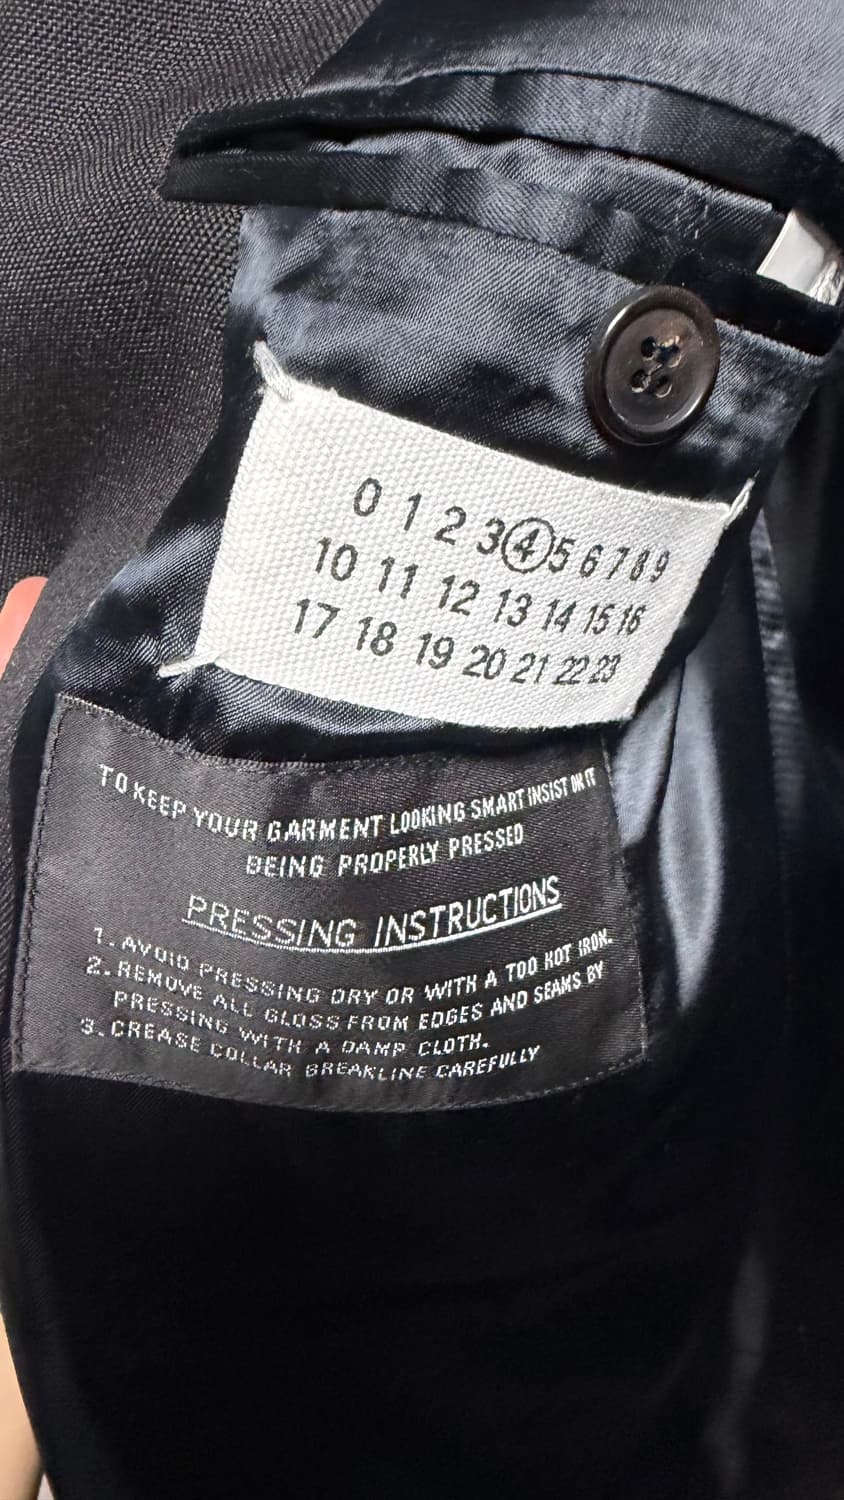 0 1 2 3 4 5 6 7 8 9
10 11 12 13 14 15 16
17 18 19 20 21 22 23
TO KEEP YOUR GARMENT LOOKING SMART INSIST ON IT
BEING PROPERLY PRESSED
PRESSING INSTRUCTIONS
1. AVOID PRESSING DRY OR WITH A TOO HOT IRON.
2. REMOVE ALL GLOSS FROM EDGES AND SEAMS BY
PRESSING WITH A DAMP CLOTH.
3. CREASE COLLAR BREAKLINE CAREFULLY